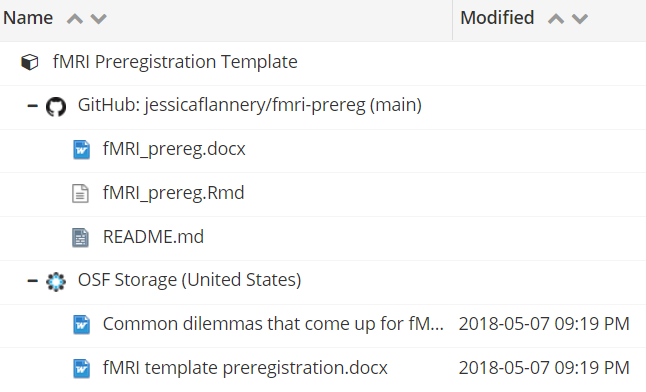 Name Modified
fMRI Preregistration Template
GitHub: jessicaflannery/fmri-prereg (main)
fMRI_prereg.docx
fMRI_prereg.Rmd
README.md
OSF Storage (United States)
Common dilemmas that come up for fM... 2018-05-07 09:19 PM
fMRI template preregistration.docx 2018-05-07 09:19 PM